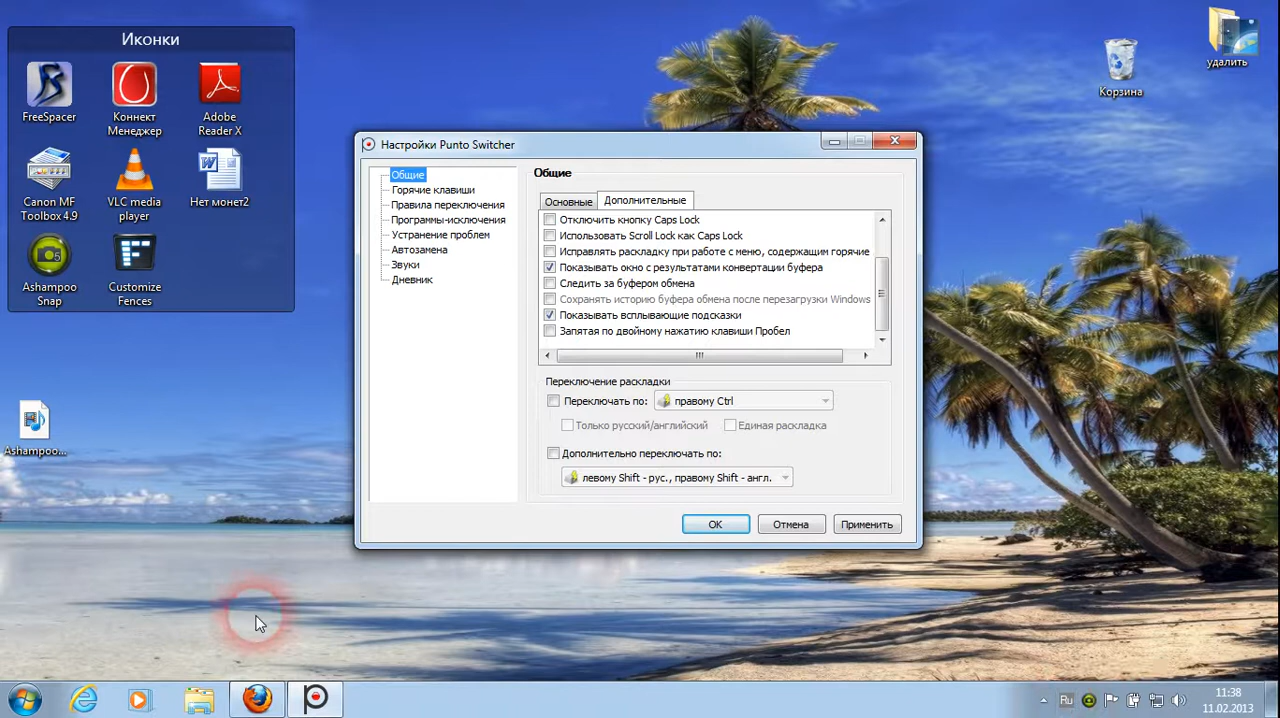 Иконки
FreeSpacer
Коннект Менеджер
Adobe Reader X
Canon MF Toolbox 4.9
VLC media player
Нет монет2
Ashampoo Snap
Customize Fences
Ashampoo...
Корзина
удалить
Настройки Punto Switcher
Общие
Горячие клавиши
Правила переключения
Программы-исключения
Устранение проблем
Автозамена
Звуки
Дневник
Общие
Основные
Дополнительные
Отключить кнопку Caps Lock
Использовать Scroll Lock как Caps Lock
Исправлять раскладку при работе с меню, содержащим горячие
Показывать окно с результатами конвертации буфера
Следить за буфером обмена
Сохранять историю буфера обмена после перезагрузки Windows
Показывать всплывающие подсказки
Запятая по двойному нажатию клавиши Пробел
Переключение раскладки
Переключать по: правому Ctrl
Только русский/английский
Единая раскладка
Дополнительно переключать по:
левому Shift - рус., правому Shift - англ.
ОК
Отмена
Применить
Ru
11:38
11.02.2013